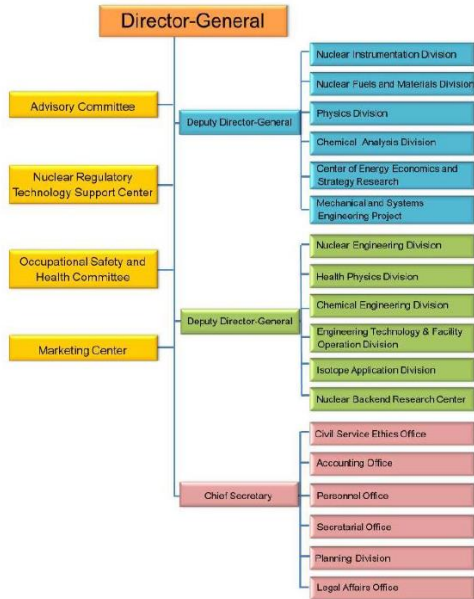 Director-General
Advisory Committee
Nuclear Regulatory
Technology Support Center
Occupational Safety and
Health Committee
Marketing Center
Deputy Director-General
Nuclear Instrumentation Division
Nuclear Fuels and Materials Division
Physics Division
Chemical Analysis Division
Center of Energy Economics and
Strategy Research
Mechanical and Systems
Engineering Project
Deputy Director-General
Nuclear Engineering Division
Health Physics Division
Chemical Engineering Division
Engineering Technology & Facility
Operation Division
Isotope Application Division
Nuclear Backend Research Center
Chief Secretary
Civil Service Ethics Office
Accounting Office
Personnel Office
Secretarial Office
Planning Division
Legal Affairs Office